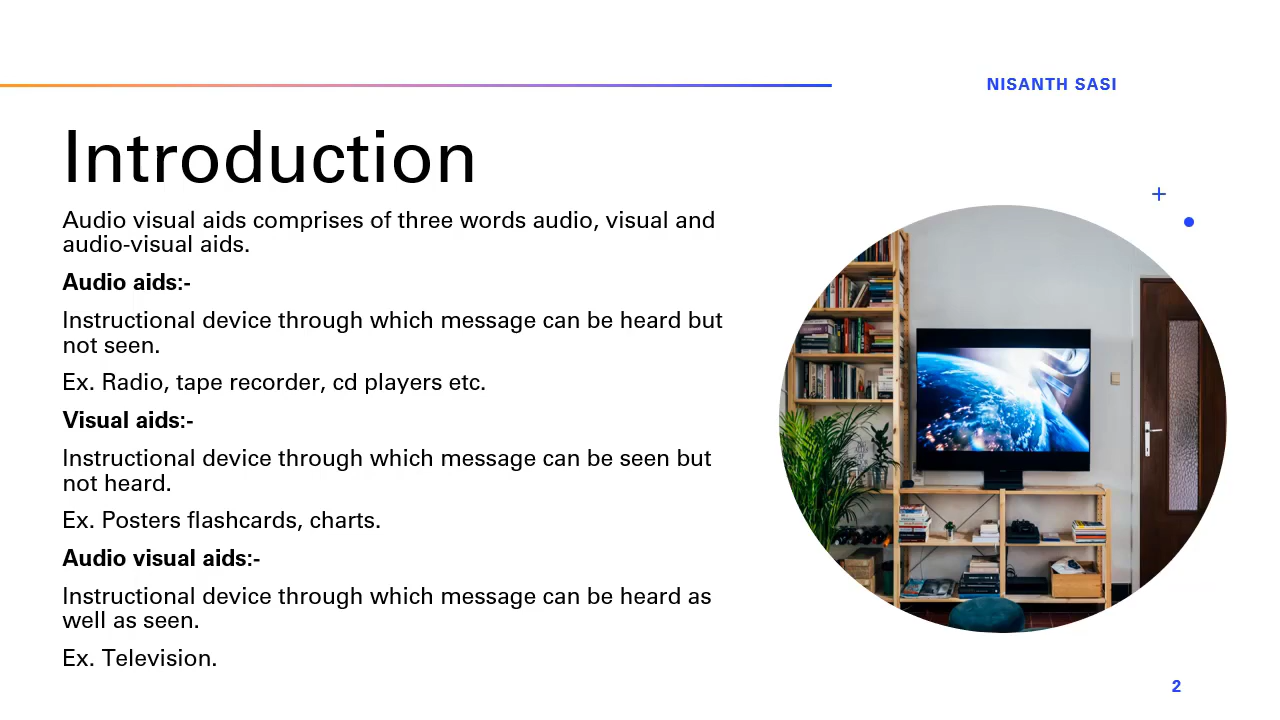 NISANTH SASI
Introduction
Audio visual aids comprises of three words audio, visual and
audio-visual aids.
Audio aids:-
Instructional device through which message can be heard but
not seen.
Ex. Radio, tape recorder, cd players etc.
Visual aids:-
Instructional device through which message can be seen but
not heard.
Ex. Posters flashcards, charts.
Audio visual aids:-
Instructional device through which message can be heard as
well as seen.
Ex. Television.
2